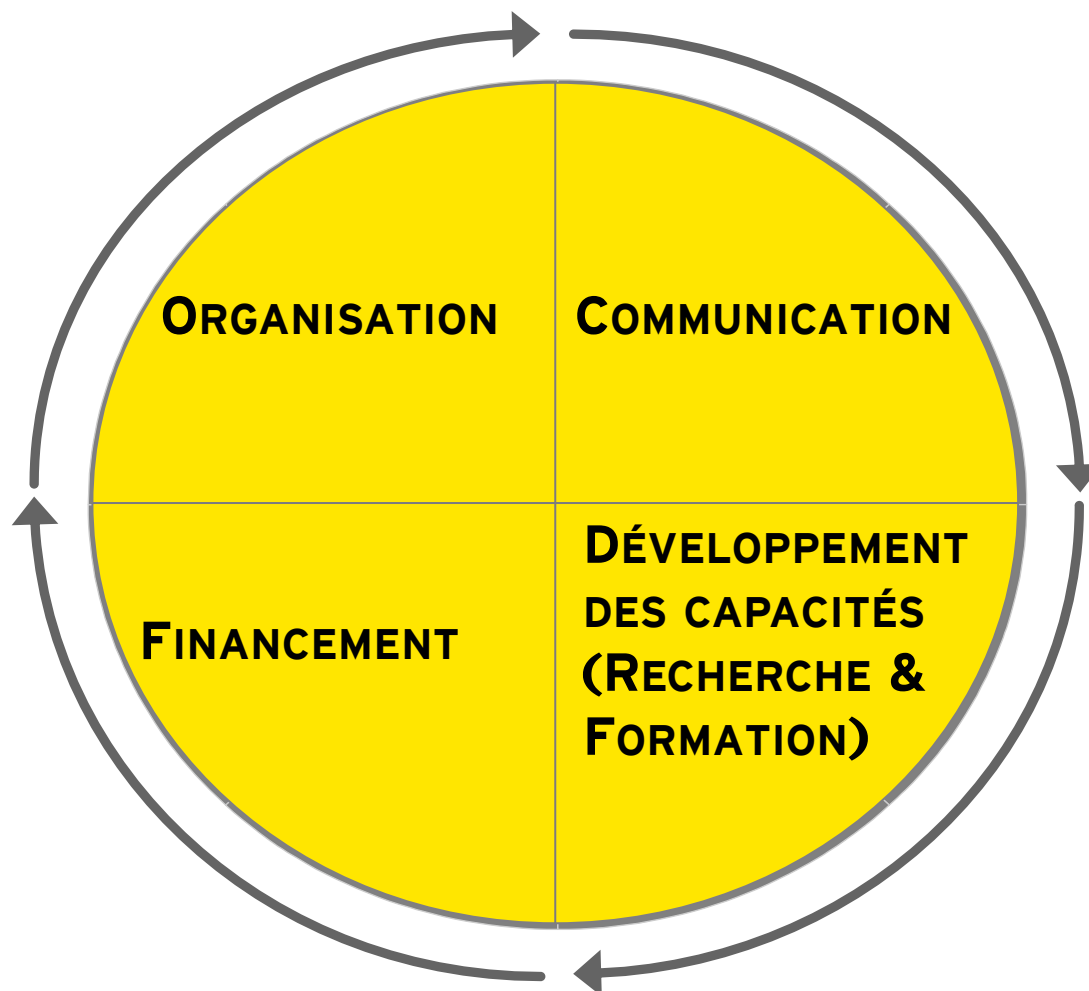 Organisation
Communication
Développement
des capacités
(Recherche &
Formation)
Financement